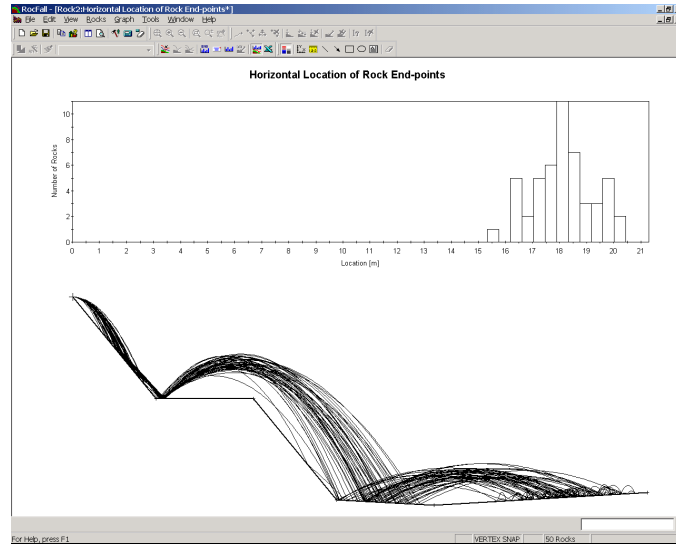 RocFall - [Rock2:Horizontal Location of Rock End-points*]
File Edit View Rocks Graph Tools Window Help
Horizontal Location of Rock End-points
Number of Rocks
10
8
6
4
2
0
0 1 2 3 4 5 6 7 8 9 10 11 12 13 14 15 16 17 18 19 20 21
Location [m]
For Help, press F1
VERTEX SNAP
50 Rocks